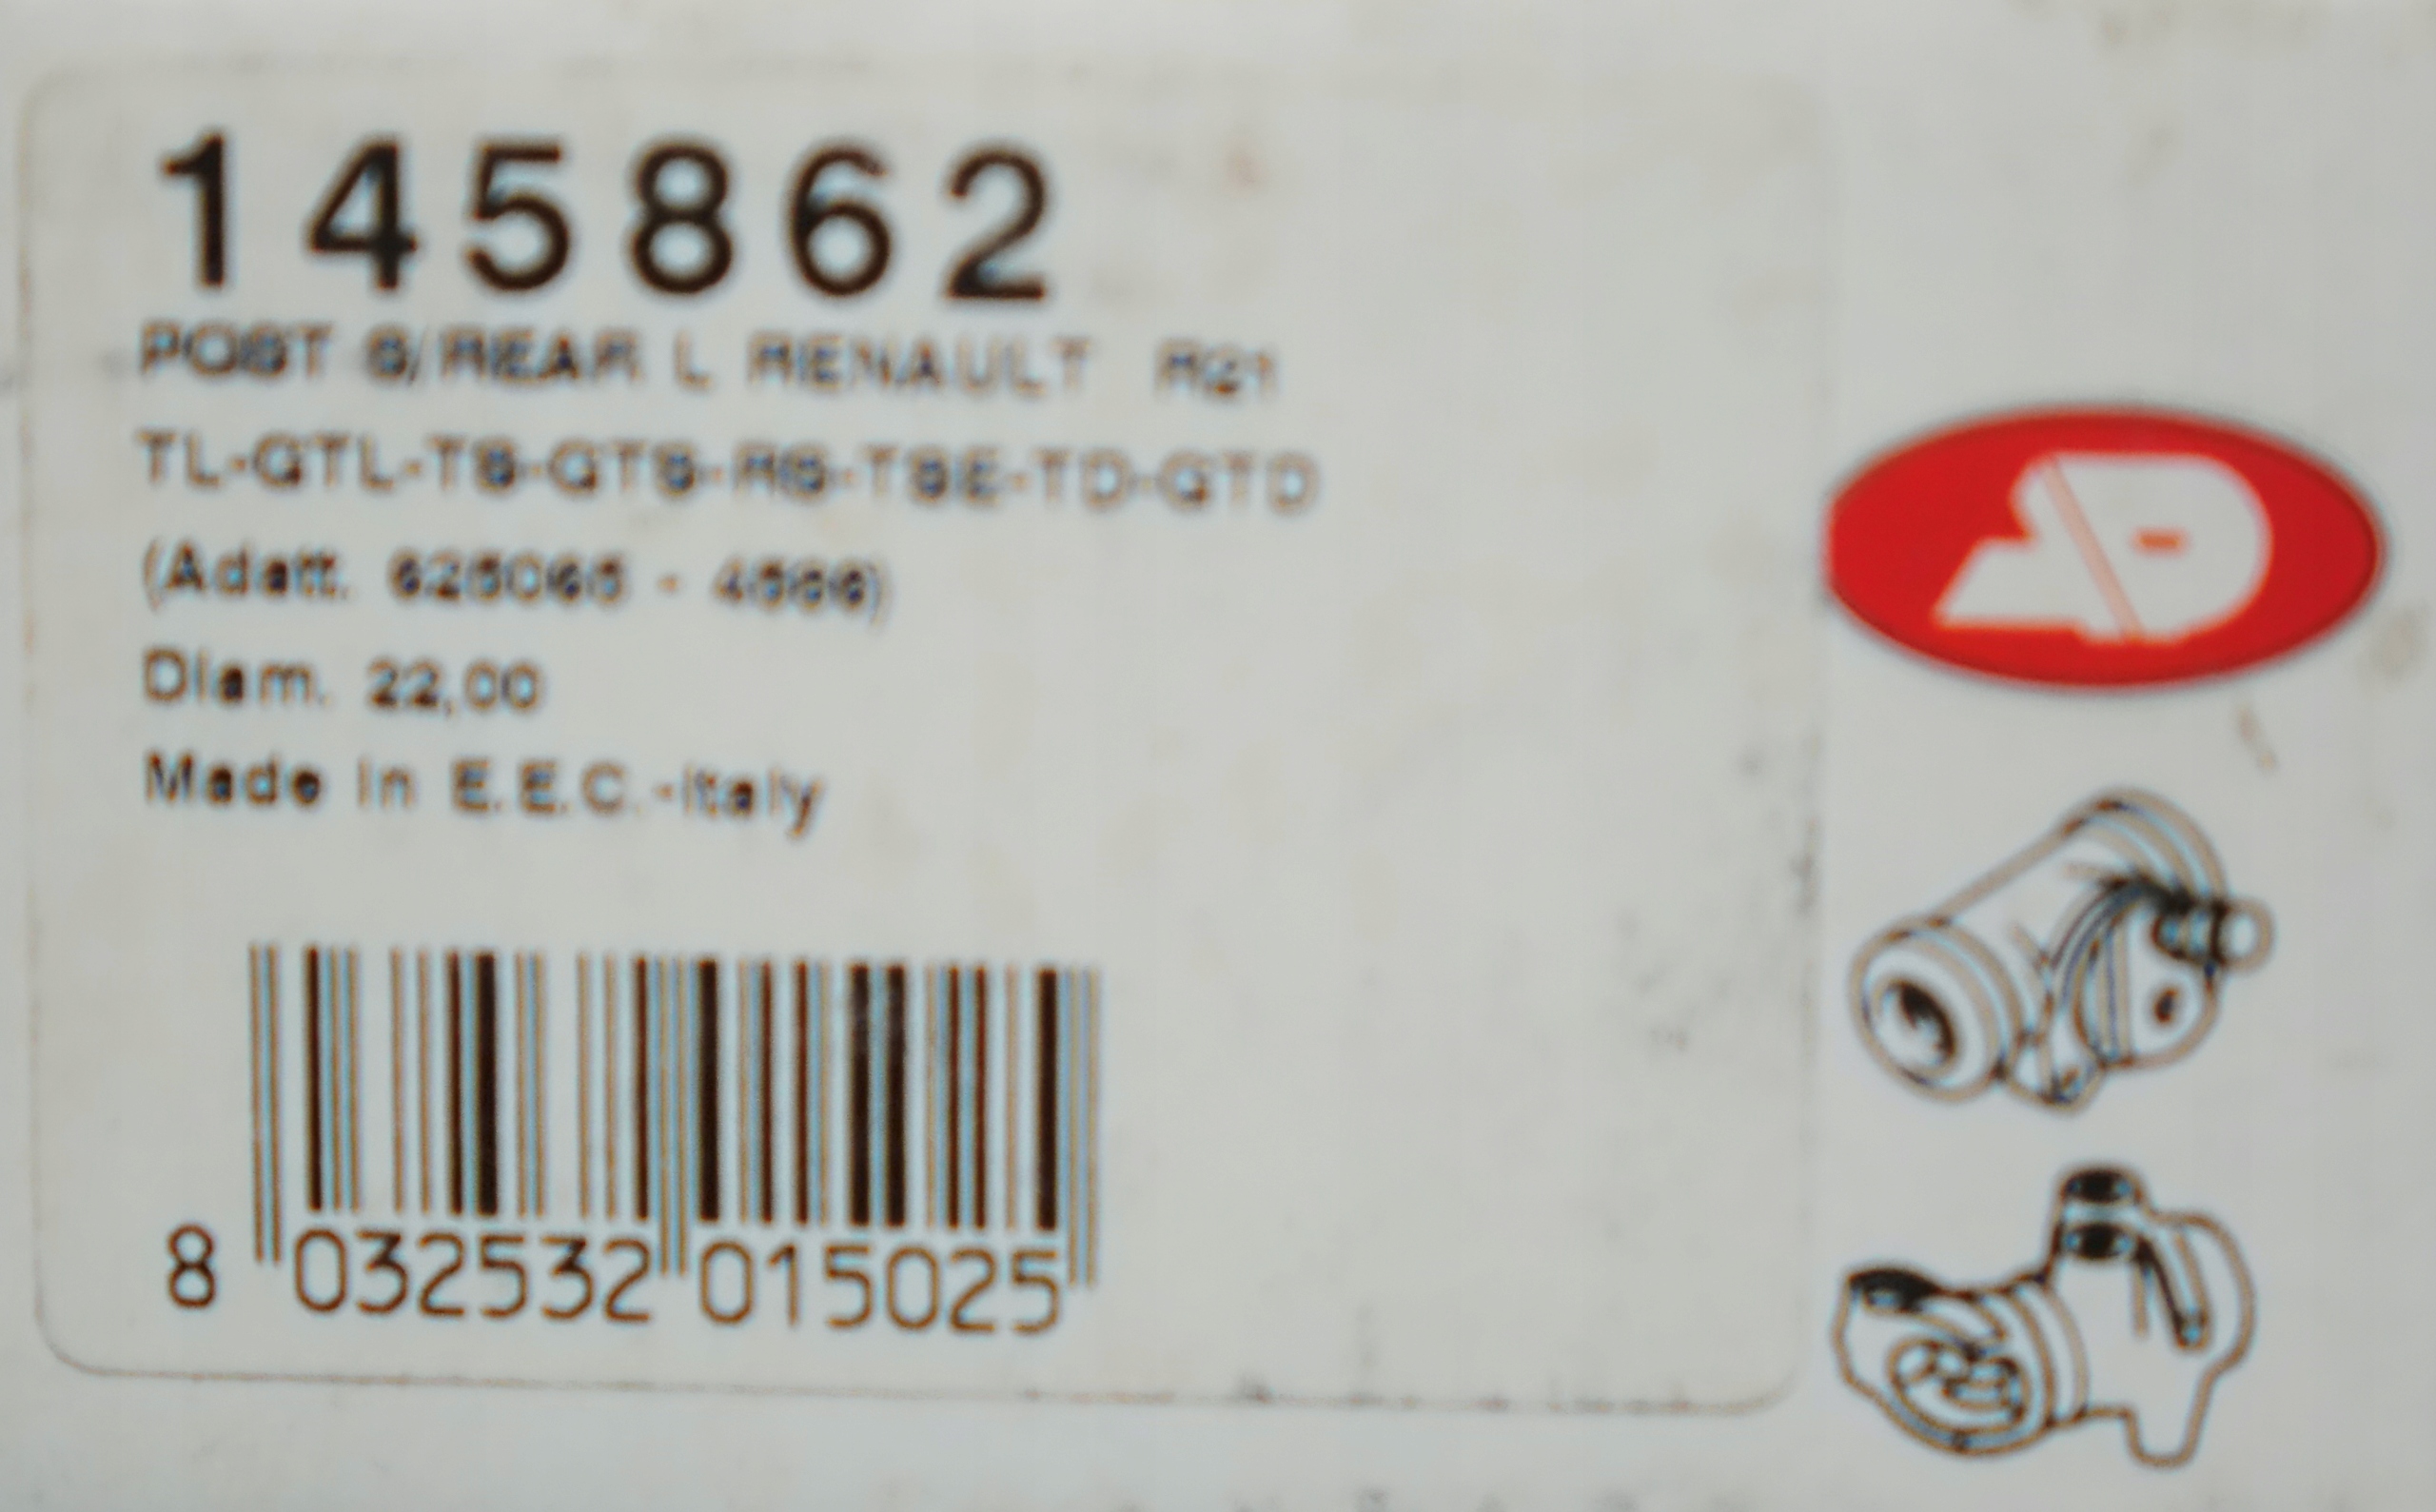 145862
POST S/REAR L RENAULT R21
TL-GTL-TS-GTS-RS-TSE-TD-GTD
(Adatt. -
Diam. 22,00
Made in E.E.C.-Italy
8 032532 015025